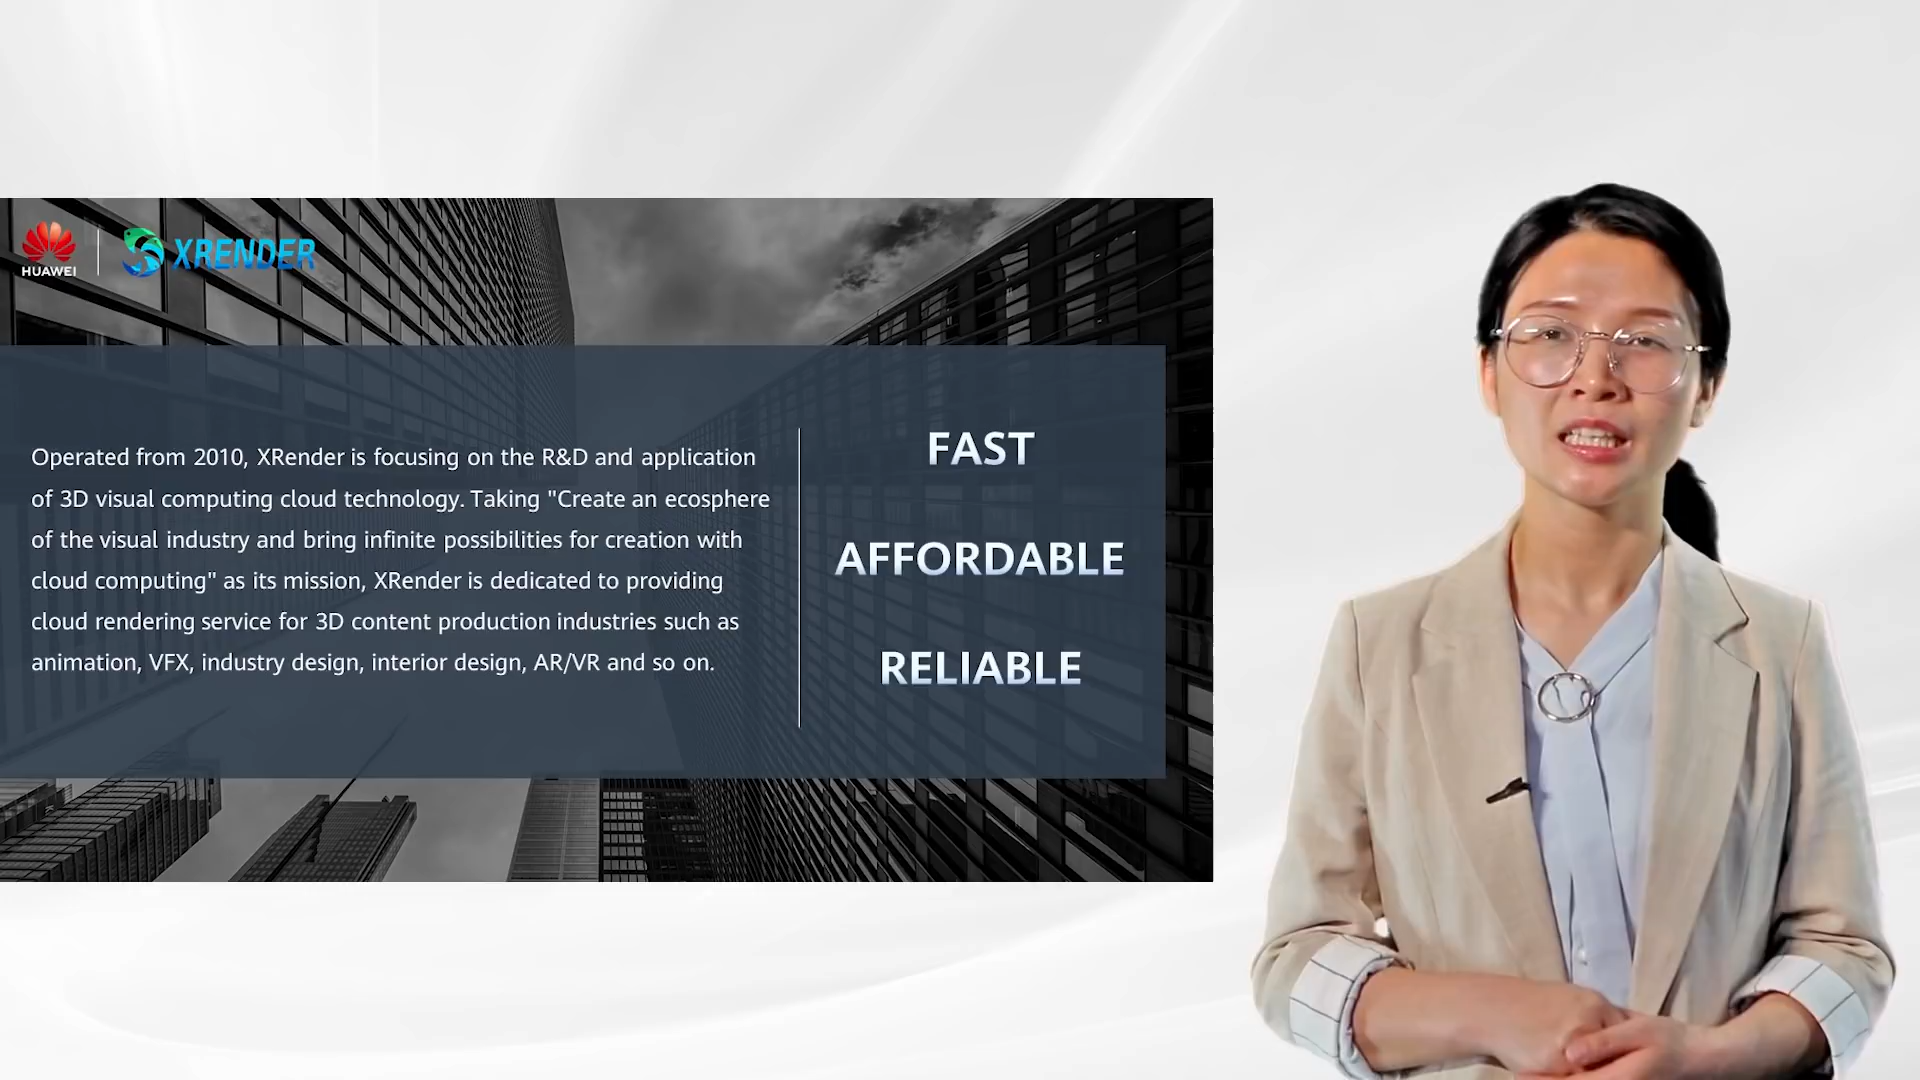 HUAWEI
XRENDER
Operated from 2010, XRender is focusing on the R&D and application
of 3D visual computing cloud technology. Taking "Create an ecosphere
of the visual industry and bring infinite possibilities for creation with
cloud computing" as its mission, XRender is dedicated to providing
cloud rendering service for 3D content production industries such as
animation, VFX, industry design, interior design, AR/VR and so on.
FAST
AFFORDABLE
RELIABLE